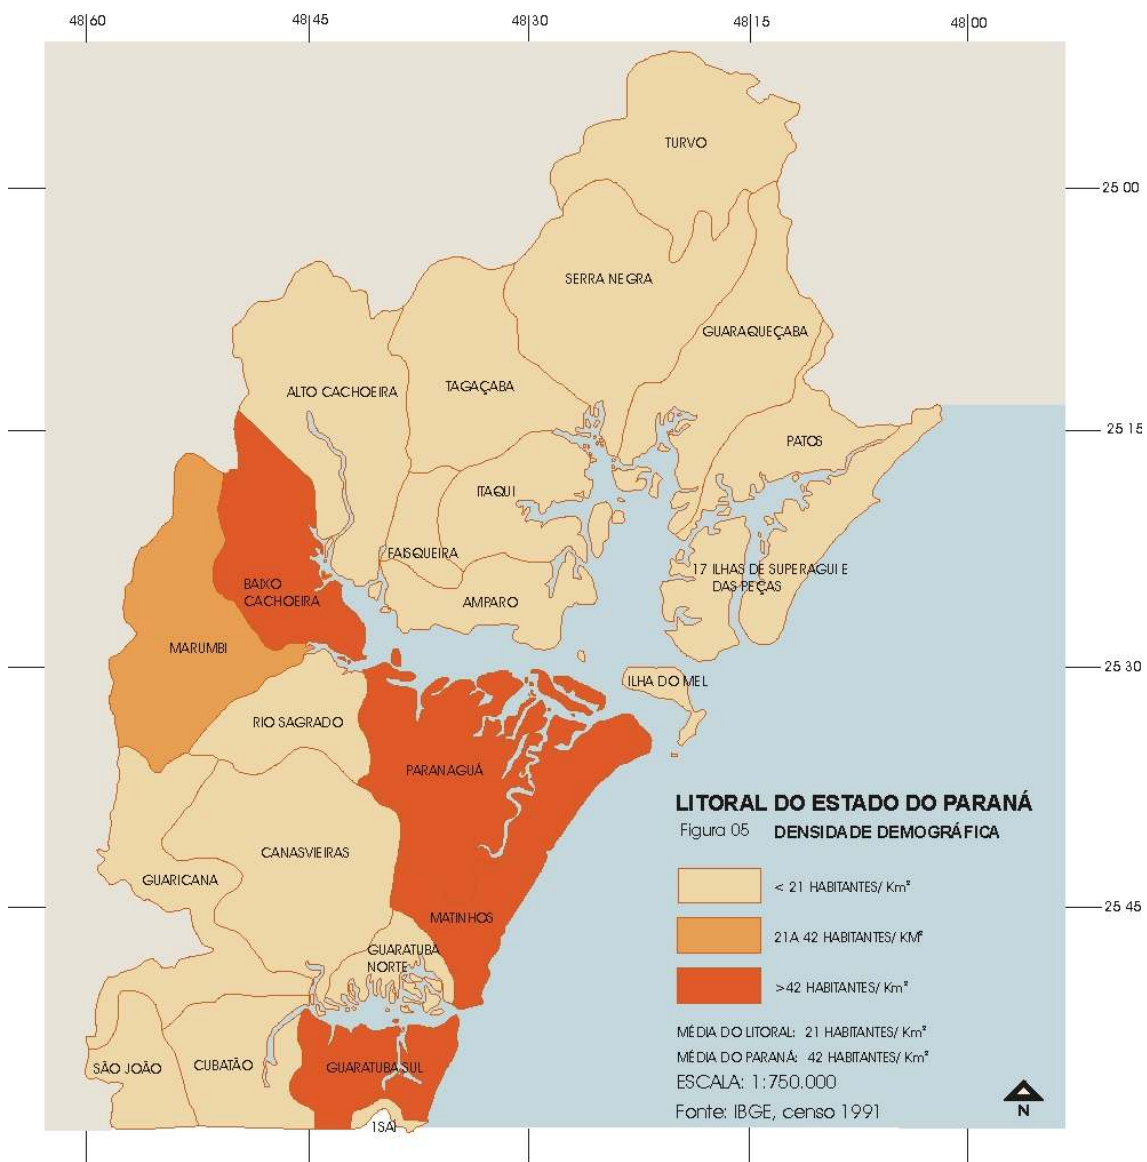 48 60
48 45
48 30
48 15
48 00
TURVO
25 00
SERRA NEGRA
GUARAQUEÇABA
TAGAÇABA
ALTO CACHOEIRA
25 15
PATOS
ITAQUI
FAISQUEIRA
17 ILHAS DE SUPERAGUI E
DAS PEÇAS
BAIXO
CACHOEIRA
AMPARO
MARUMBI
25 30
ILHA DO MEL
RIO SAGRADO
PARANAGUÁ
LITORAL DO ESTADO DO PARANÁ
Figura 05 DENSIDADE DEMOGRÁFICA
CANASVIEIRAS
GUARICANA
< 21 HABITANTES/ Km²
25 45
MATINHOS
21A 42 HABITANTES/ KM²
GUARATUBA
NORTE
>42 HABITANTES/ Km²
MÉDIA DO LITORAL: 21 HABITANTES/ Km²
MÉDIA DO PARANÁ: 42 HABITANTES/ Km²
SÃO JOÃO
CUBATÃO
GUARATUBA SUL
ESCALA: 1:750.000
Fonte: IBGE, censo 1991
N
1SAÍ